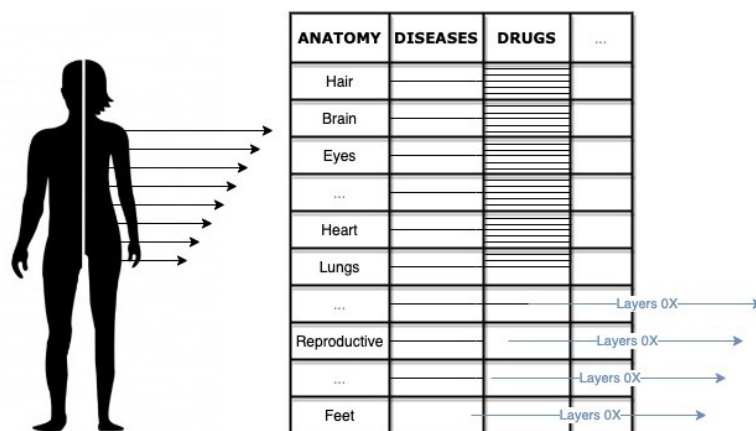 ANATOMY DISEASES DRUGS ...
Hair
Brain
Eyes
...
Heart
Lungs
... Layers 0X
Reproductive Layers 0X
... Layers 0X
Feet Layers 0X